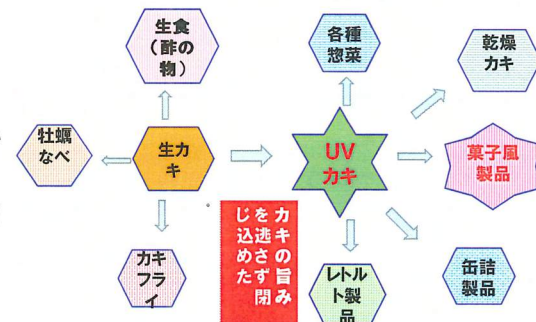 生食
（酢の
物）
各種
惣菜
乾燥
カキ
牡蠣
なべ
生カ
キ
UV
カキ
菓子風
製品
カキの旨み
を逃さず閉
じ込めた
カキ
フラ
イ
レトル
ト製
品
缶詰
製品